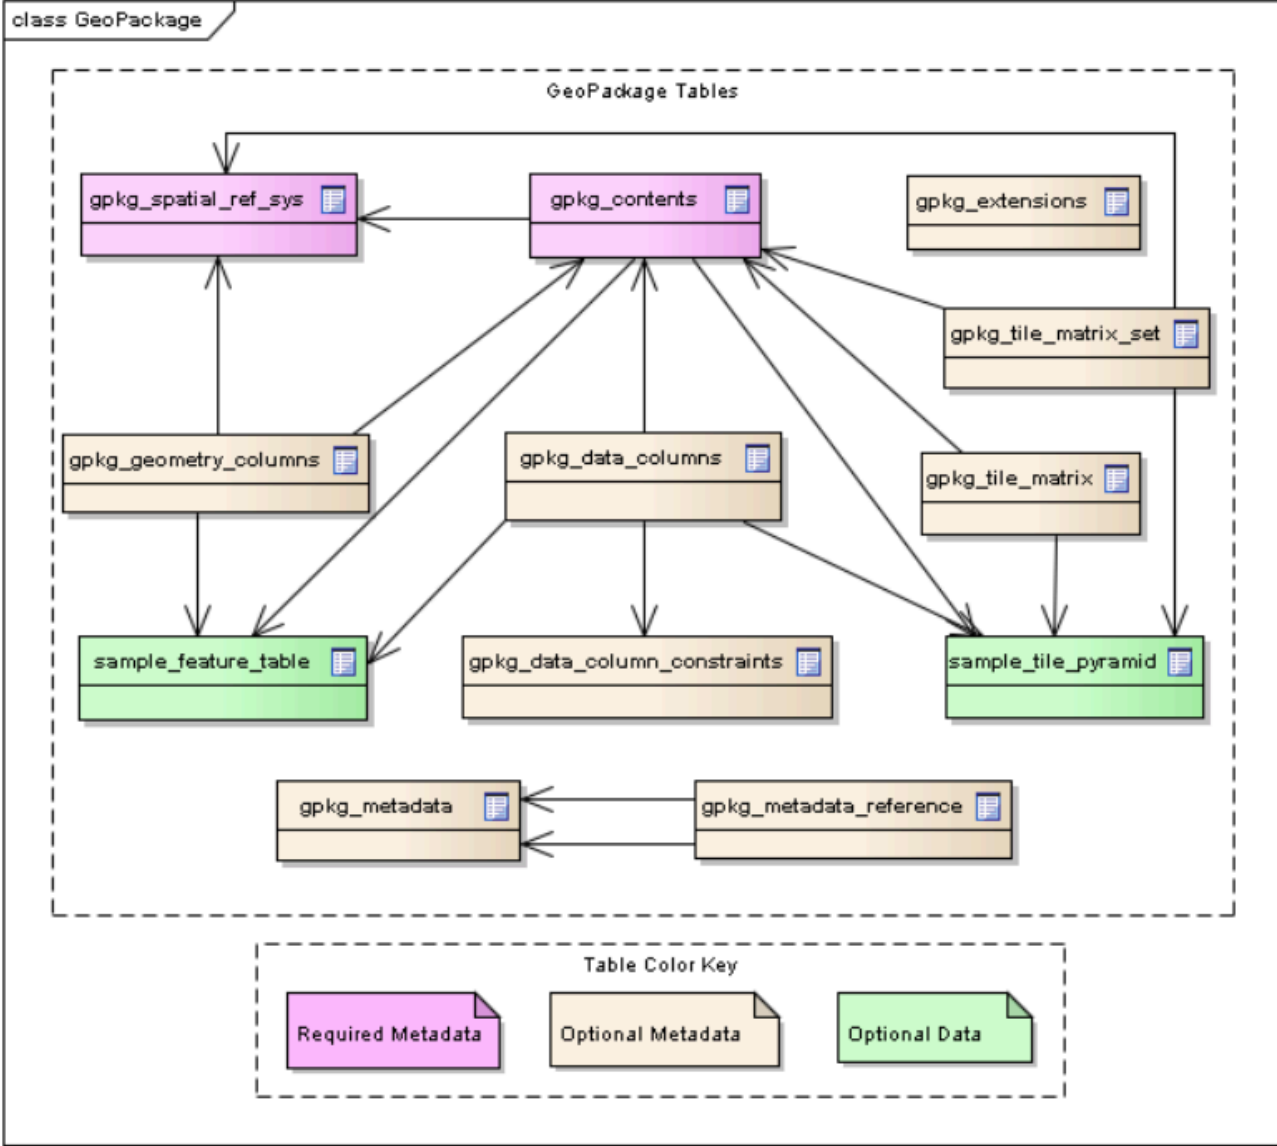 class GeoPackage
GeoPackage Tables
gpkg_spatial_ref_sys
gpkg_contents
gpkg_extensions
gpkg_tile_matrix_set
gpkg_geometry_columns
gpkg_data_columns
gpkg_tile_matrix
sample_feature_table
gpkg_data_column_constraints
sample_tile_pyramid
gpkg_metadata
gpkg_metadata_reference
Table Color Key
Required Metadata
Optional Metadata
Optional Data